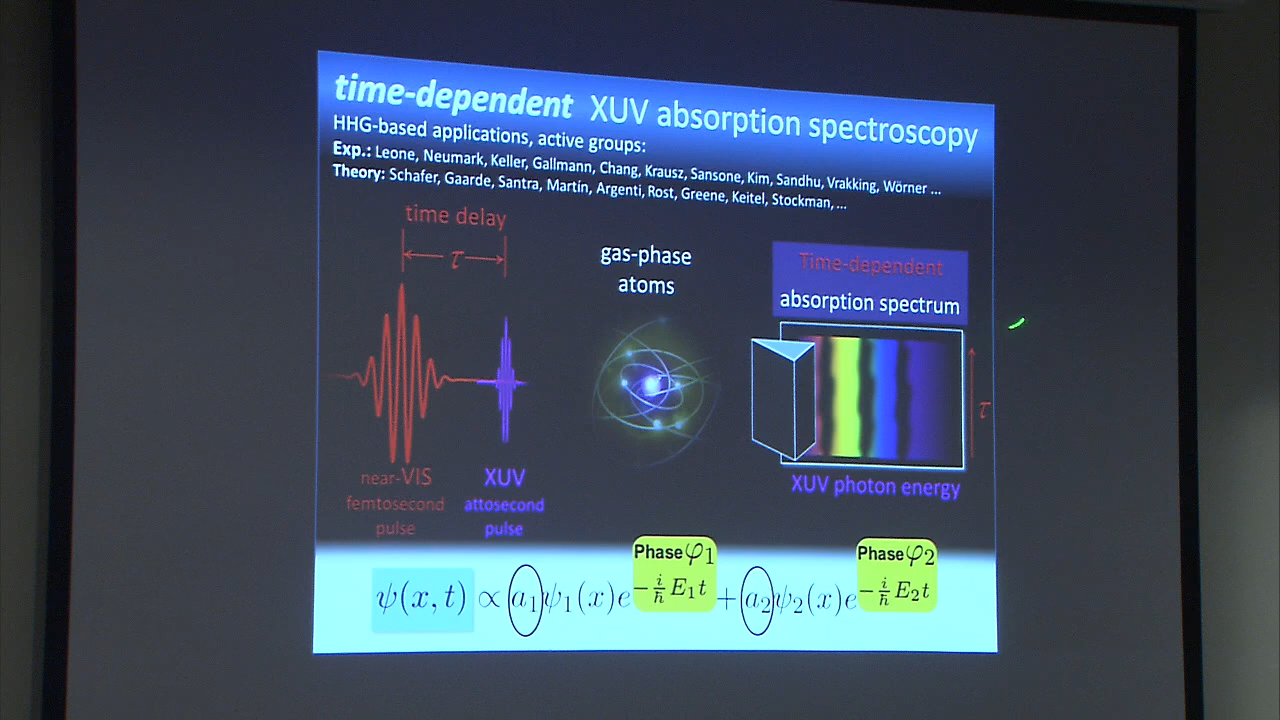 time-dependent XUV absorption spectroscopy
HHG-based applications, active groups:
Exp.: Leone, Neumark, Keller, Gallmann, Chang, Krausz, Sansone, Kim, Sandhu, Vrakking, Wörner ...
Theory: Schafer, Gaarde, Santra, Martín, Argenti, Rost, Greene, Keitel, Stockman, ...
time delay
τ
gas-phase
atoms
Time-dependent
absorption spectrum
τ
near-VIS
femtosecond
pulse
XUV
attosecond
pulse
XUV photon energy
Phase φ1
Phase φ2
ψ(x, t) ∝ a₁ψ₁(x)e^{-i/ħ E₁t} + a₂ψ₂(x)e^{-i/ħ E₂t}